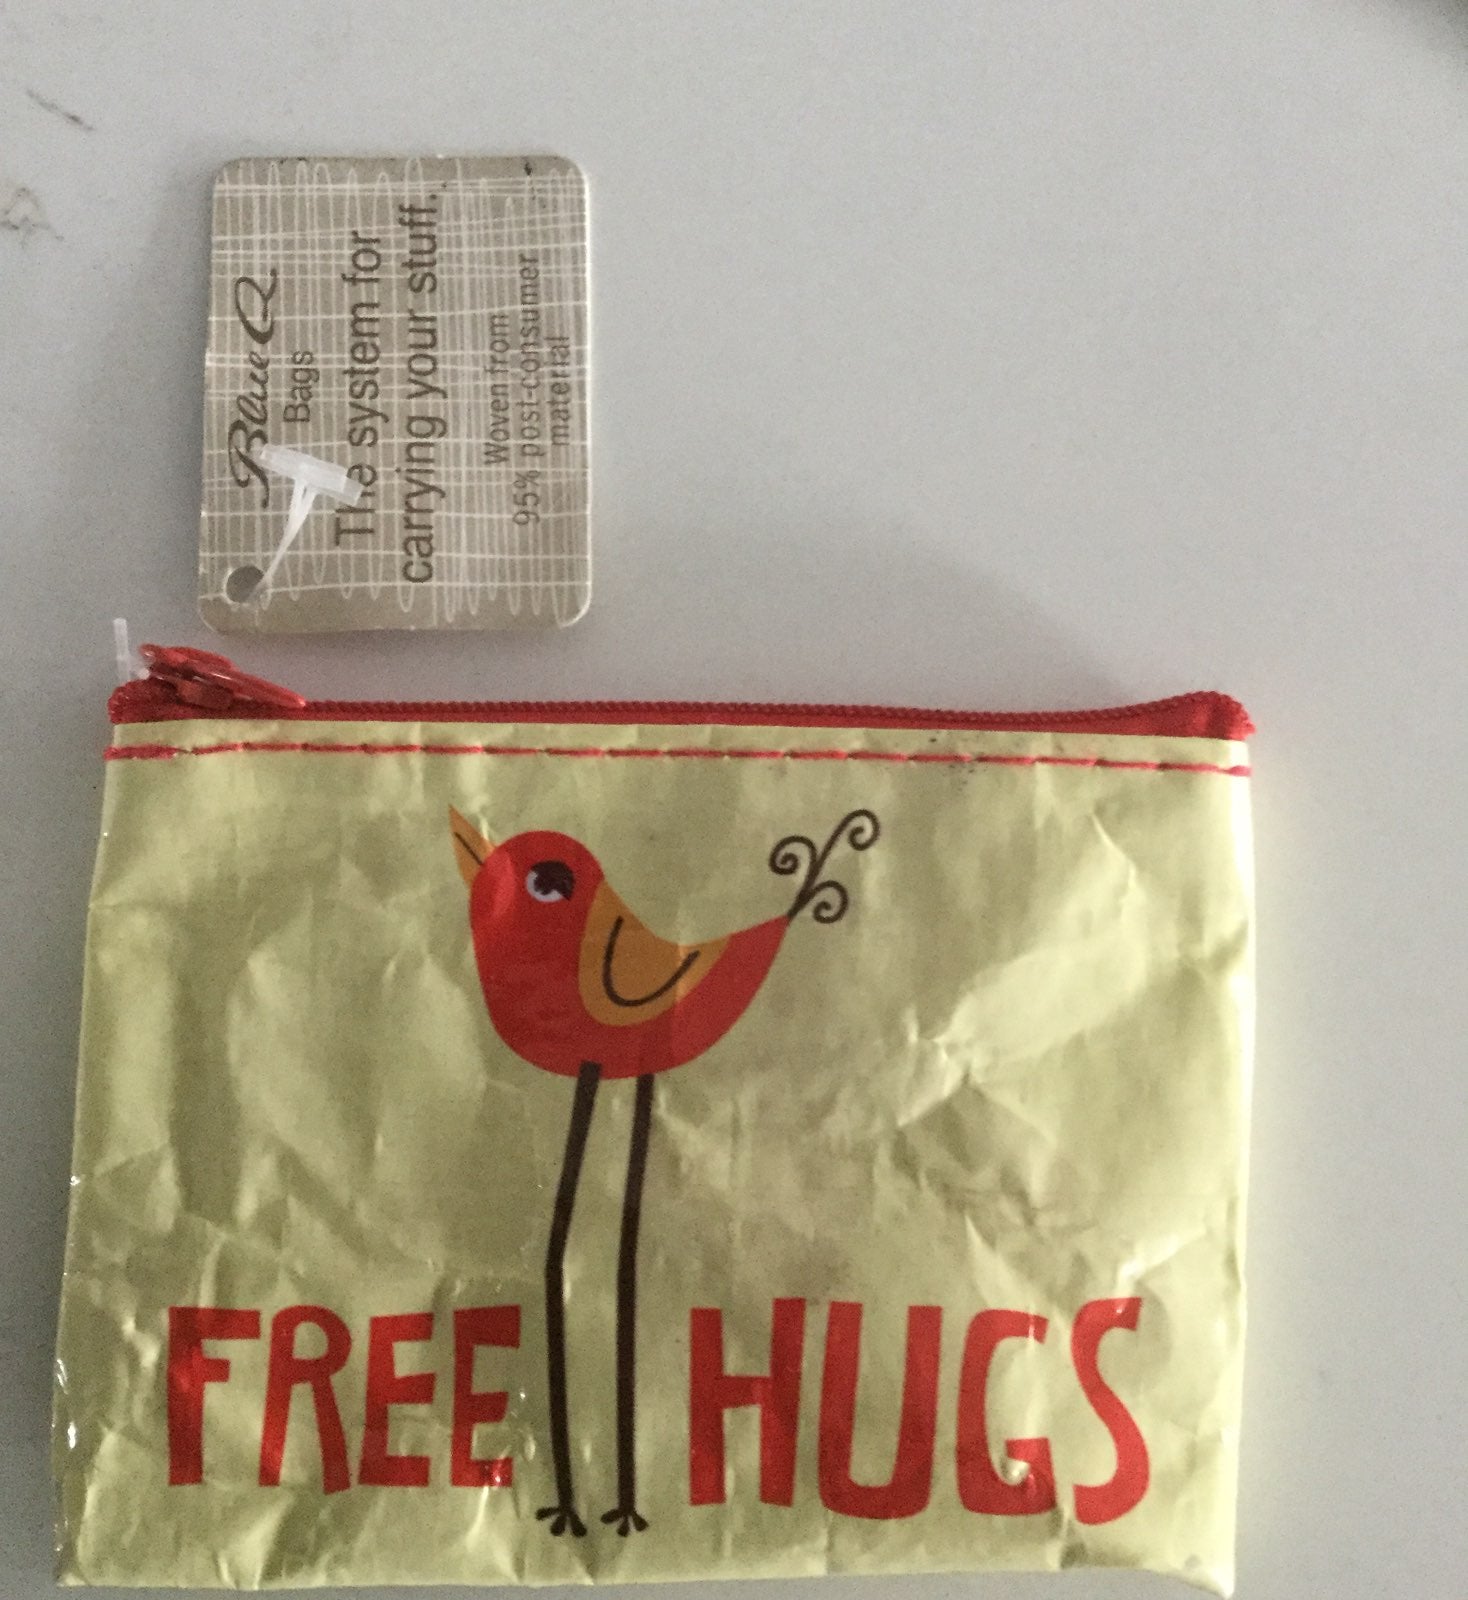 Blue Q
Bags
The system for
carrying your stuff.
Woven from
95% post-consumer
material
FREE HUGS